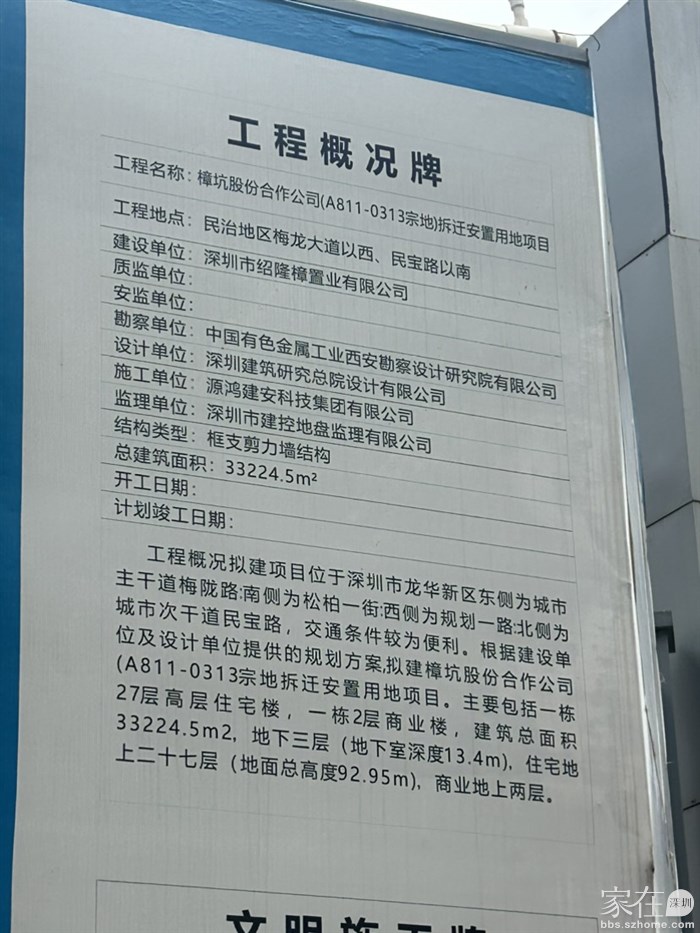 工程概况牌
工程名称：樟坑股份合作公司(A811-0313宗地)拆迁安置用地项目
工程地点：民治地区梅龙大道以西、民宝路以南
建设单位：深圳市绍隆樟置业有限公司
质监单位：
安监单位：
勘察单位：中国有色金属工业西安勘察设计研究院有限公司
设计单位：深圳建筑研究总院设计有限公司
施工单位：源鸿建安科技集团有限公司
监理单位：深圳市建控地盘监理有限公司
结构类型：框支剪力墙结构
总建筑面积：33224.5m²
开工日期：
计划竣工日期：
工程概况拟建项目位于深圳市龙华新区东侧为城市
主干道梅陇路:南侧为松柏一街:西侧为规划一路:北侧为
城市次干道民宝路，交通条件较为便利。根据建设单
位及设计单位提供的规划方案,拟建樟坑股份合作公司
(A811-0313宗地拆迁安置用地项目。主要包括一栋
27层高层住宅楼，一栋2层商业楼，建筑总面积
33224.5m2，地下三层（地下室深度13.4m)，住宅地
上二十七层（地面总高度92.95m)，商业地上两层。
文明施工牌
家在深圳
bbs.szhome.com